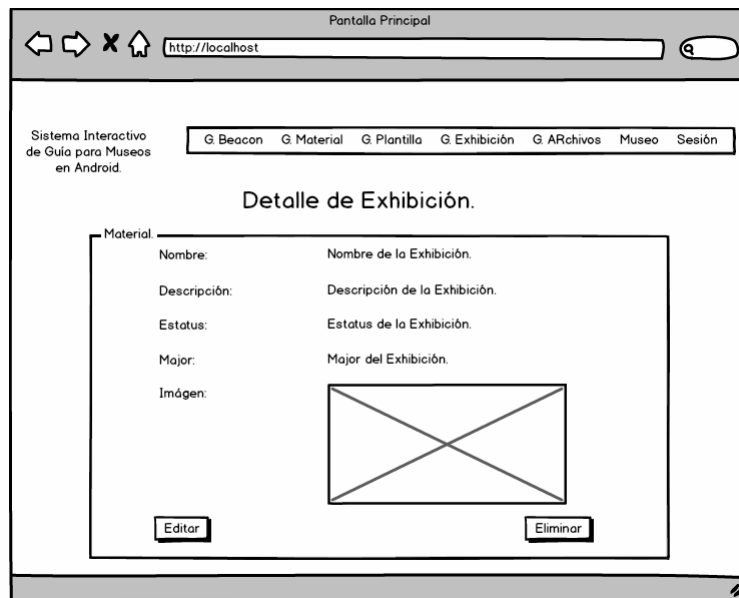 Pantalla Principal
http://localhost
Sistema Interactivo
de Guía para Museos
en Android.
G. Beacon G. Material G. Plantilla G. Exhibición G. ARchivos Museo Sesión
Detalle de Exhibición.
Material.
Nombre: Nombre de la Exhibición.
Descripción: Descripción de la Exhibición.
Estatus: Estatus de la Exhibición.
Major: Major del Exhibición.
Imágen:
Editar Eliminar